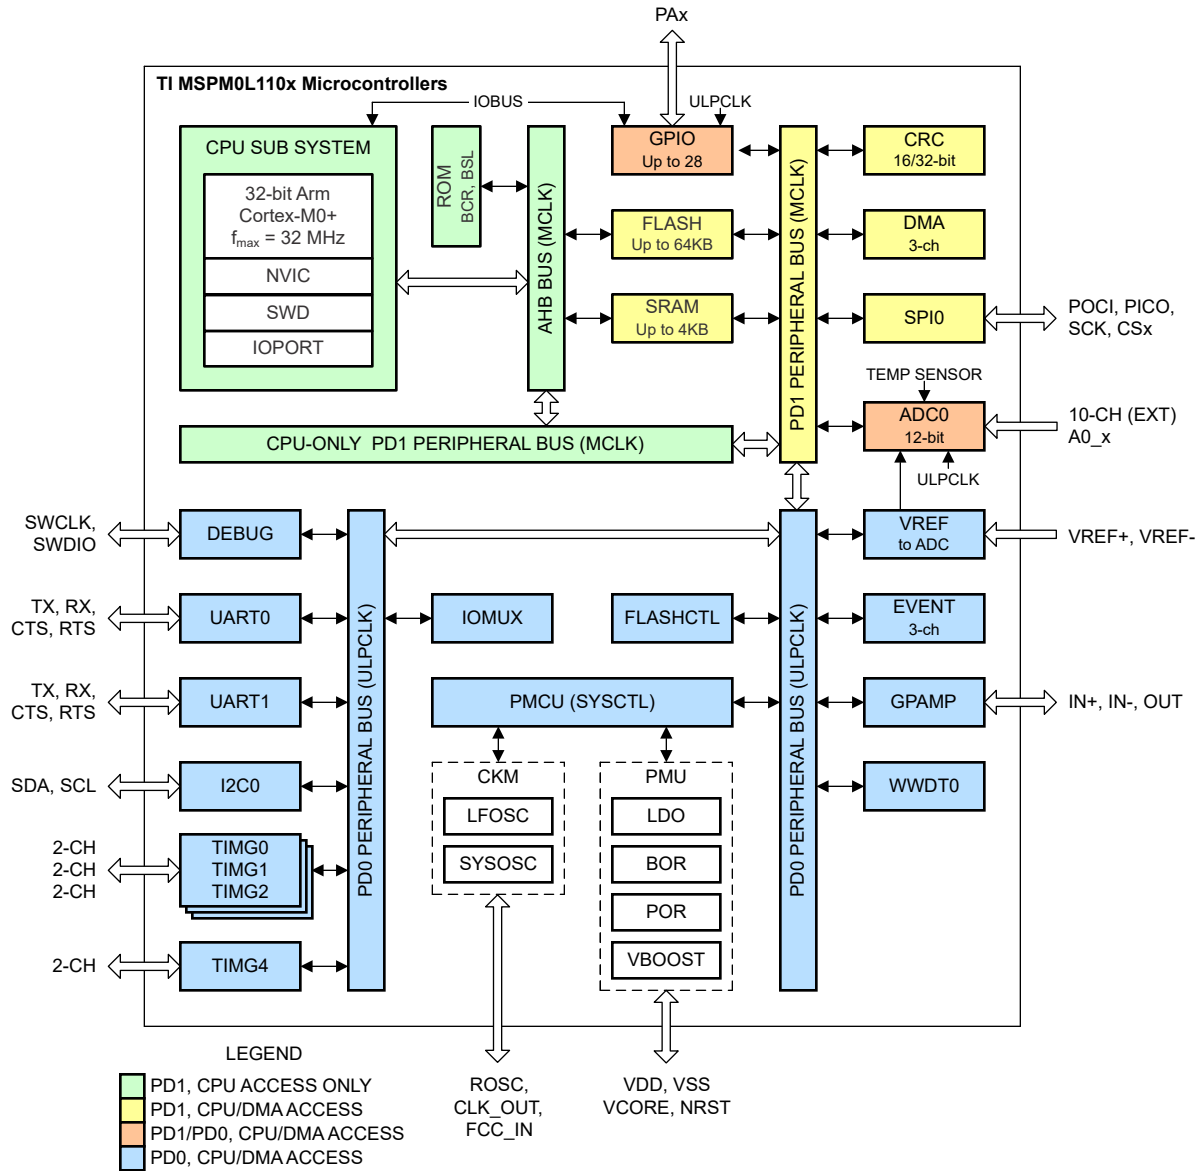 PAx
TI MSPM0L110x Microcontrollers
IOBUS
ULPCLK
CPU SUB SYSTEM
32-bit Arm
Cortex-M0+
fmax = 32 MHz
NVIC
SWD
IOPORT
ROM
BCR, BSL
AHB BUS (MCLK)
GPIO
Up to 28
FLASH
Up to 64KB
SRAM
Up to 4KB
PD1 PERIPHERAL BUS (MCLK)
CRC
16/32-bit
DMA
3-ch
SPI0
POCI, PICO,
SCK, CSx
TEMP SENSOR
ADC0
12-bit
10-CH (EXT)
A0_x
ULPCLK
CPU-ONLY PD1 PERIPHERAL BUS (MCLK)
SWCLK,
SWDIO
DEBUG
TX, RX,
CTS, RTS
UART0
TX, RX,
CTS, RTS
UART1
SDA, SCL
I2C0
2-CH
2-CH
2-CH
TIMG0
TIMG1
TIMG2
2-CH
TIMG4
PD0 PERIPHERAL BUS (ULPCLK)
IOMUX
FLASHCTL
PMCU (SYSCTL)
CKM
LFOSC
SYSOSC
PMU
LDO
BOR
POR
VBOOST
PD0 PERIPHERAL BUS (ULPCLK)
VREF
to ADC
VREF+, VREF-
EVENT
3-ch
GPAMP
IN+, IN-, OUT
WWDT0
ROSC,
CLK_OUT,
FCC_IN
VDD, VSS
VCORE, NRST
LEGEND
PD1, CPU ACCESS ONLY
PD1, CPU/DMA ACCESS
PD1/PD0, CPU/DMA ACCESS
PD0, CPU/DMA ACCESS